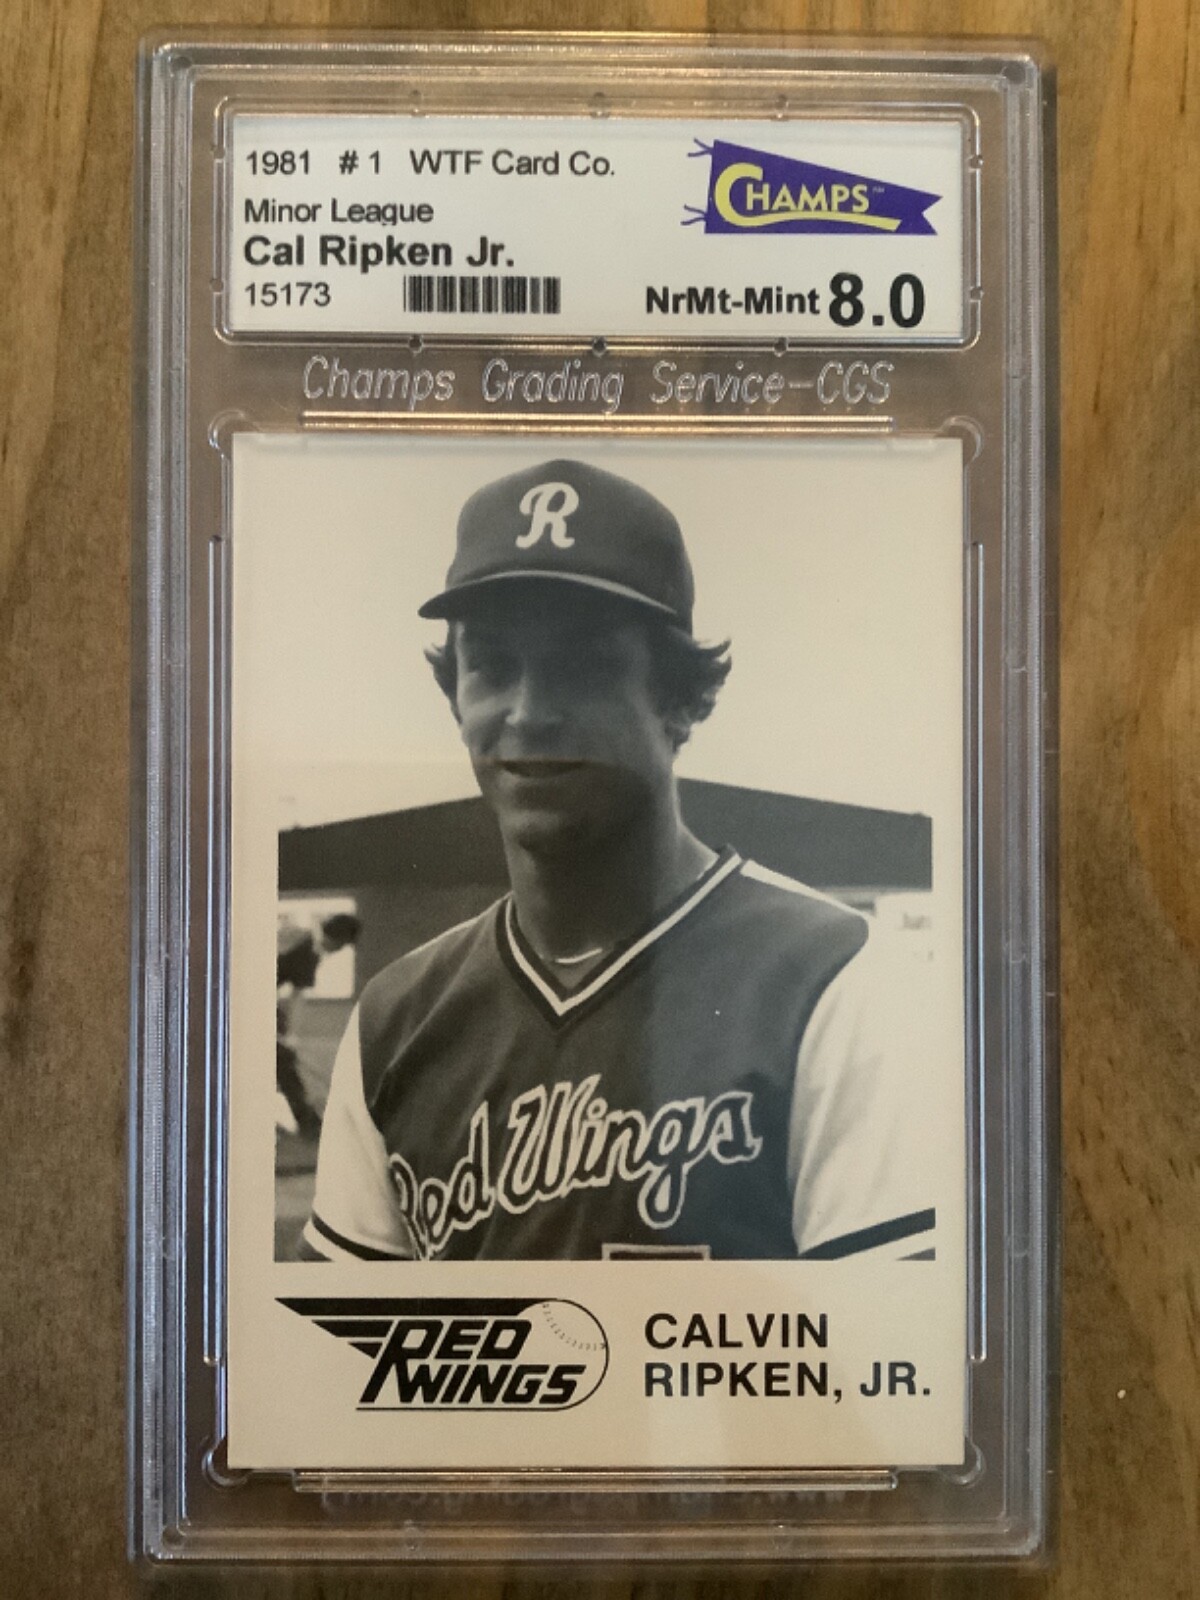 1981 # 1 WTF Card Co.
CHAMPS™
Minor League
Cal Ripken Jr.
15173
NrMt-Mint 8.0
Champs Grading Service-CGS
R
Red Wings
RED
WINGS
CALVIN
RIPKEN, JR.